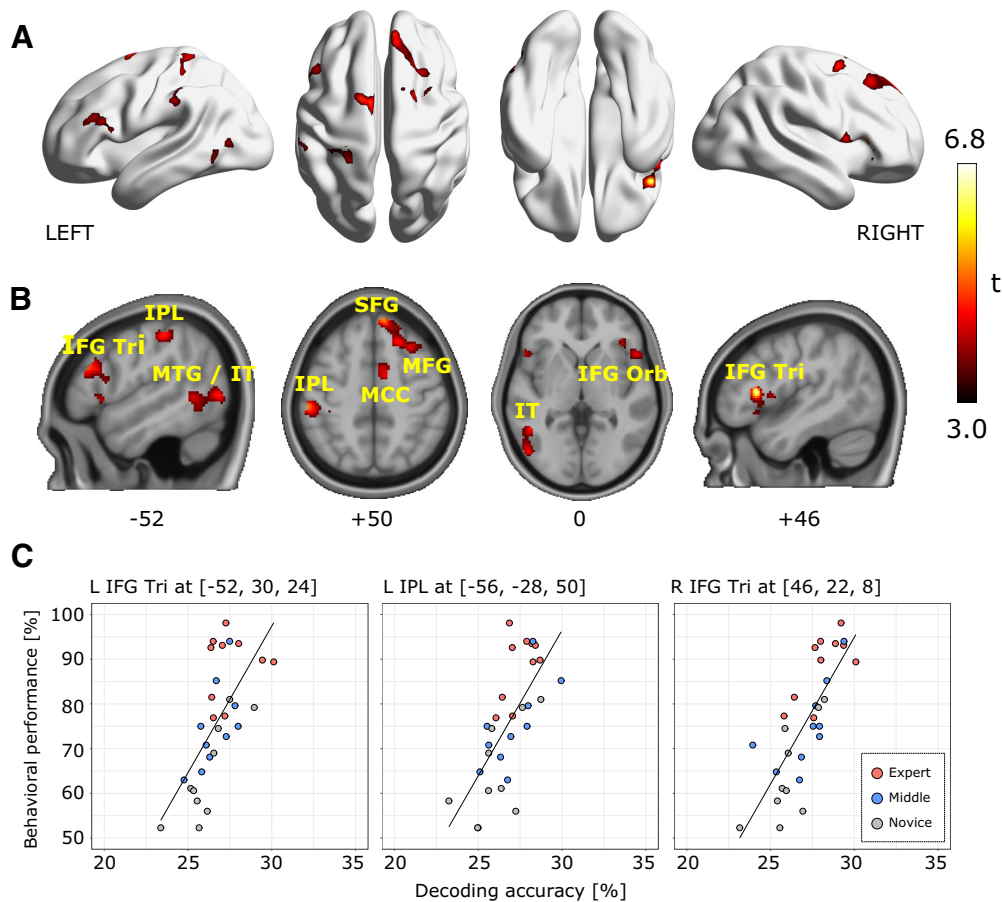 A
LEFT
RIGHT
6.8
t
3.0
B
IPL
IFG Tri
MTG / IT
SFG
MFG
MCC
IPL
IFG Orb
IT
IFG Tri
-52
+50
0
+46
C
L IFG Tri at [-52, 30, 24]
L IPL at [-56, -28, 50]
R IFG Tri at [46, 22, 8]
Behavioral performance [%]
100
90
80
70
60
50
20 25 30 35
20 25 30 35
20 25 30 35
Expert
Middle
Novice
Decoding accuracy [%]